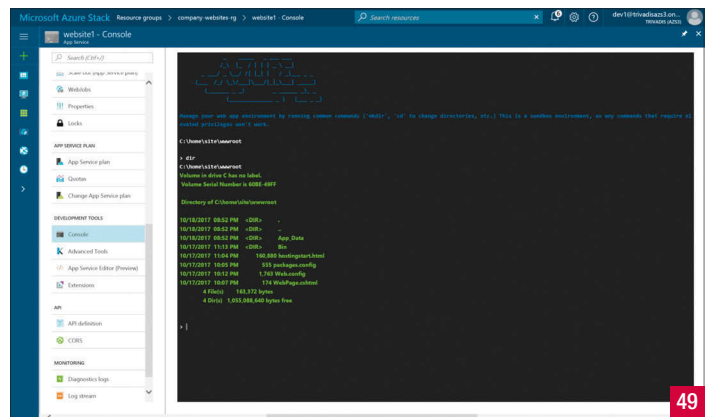 Microsoft Azure Stack Resource groups > company-websites-rg > website1 - Console
Search resources
dev1@trivadisazs3.on...
TRIVADIS (AZS3)
website1 - Console
App Service
Search (Ctrl+/)
Scale out (App Service plan)
WebJobs
Properties
Locks
APP SERVICE PLAN
App Service plan
Quotas
Change App Service plan
DEVELOPMENT TOOLS
Console
Advanced Tools
App Service Editor (Preview)
Extensions
API
API definition
CORS
MONITORING
Diagnostics logs
Log stream
Manage your web app environment by running common commands ('mkdir', 'cd' to change directories, etc.) This is a sandbox environment, so any commands that require el
evated privileges won't work.
C:\home\site\wwwroot
> dir
C:\home\site\wwwroot
Volume in drive C has no label.
Volume Serial Number is 60BE-48FF
Directory of C:\home\site\wwwroot
10/18/2017 08:52 PM <DIR> .
10/18/2017 08:52 PM <DIR> ..
10/18/2017 08:52 PM <DIR> App_Data
10/17/2017 11:13 PM <DIR> Bin
10/17/2017 11:04 PM 160,880 hostingstart.html
10/17/2017 10:05 PM 555 packages.config
10/17/2017 10:12 PM 1,763 Web.config
10/17/2017 10:07 PM 174 WebPage.cshtml
4 File(s) 163,372 bytes
4 Dir(s) 1,055,088,640 bytes free
>
49